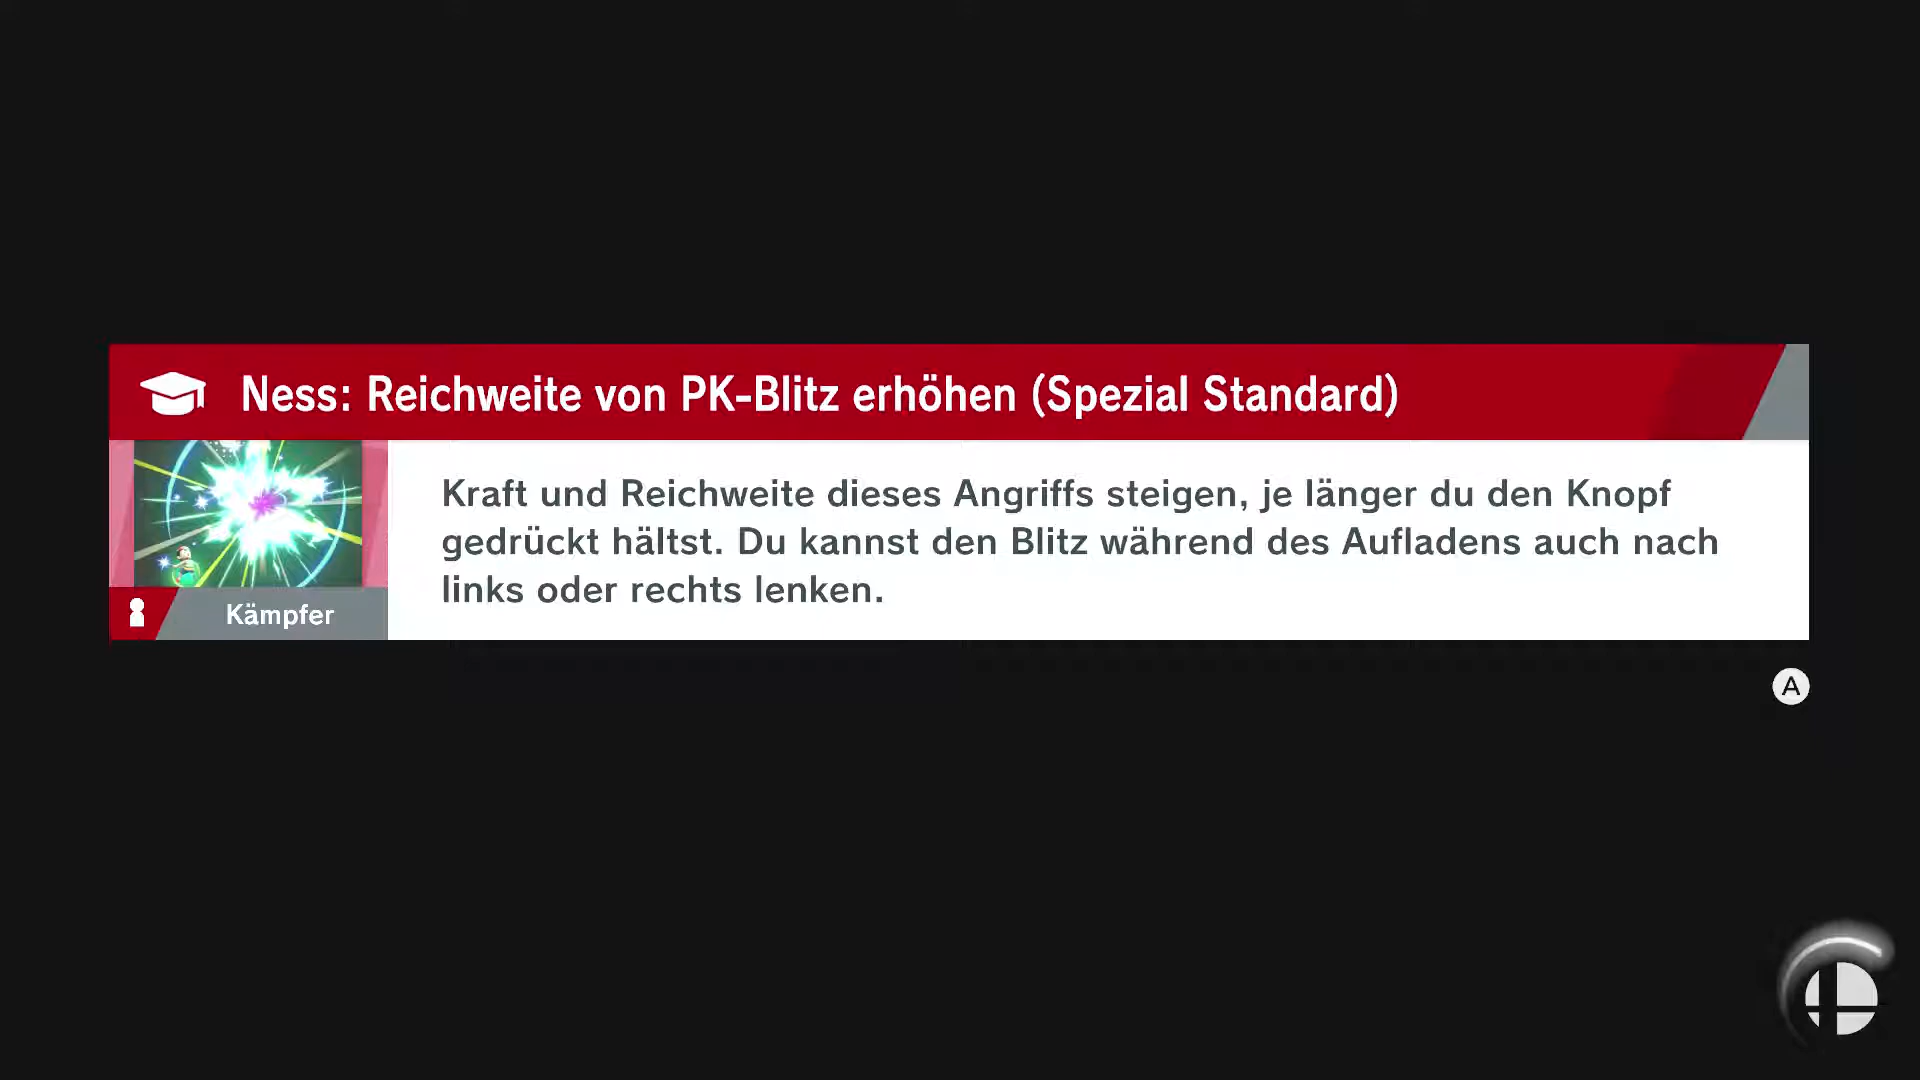 Ness: Reichweite von PK-Blitz erhöhen (Spezial Standard)
Kraft und Reichweite dieses Angriffs steigen, je länger du den Knopf
gedrückt hältst. Du kannst den Blitz während des Aufladens auch nach
links oder rechts lenken.
Kämpfer
A